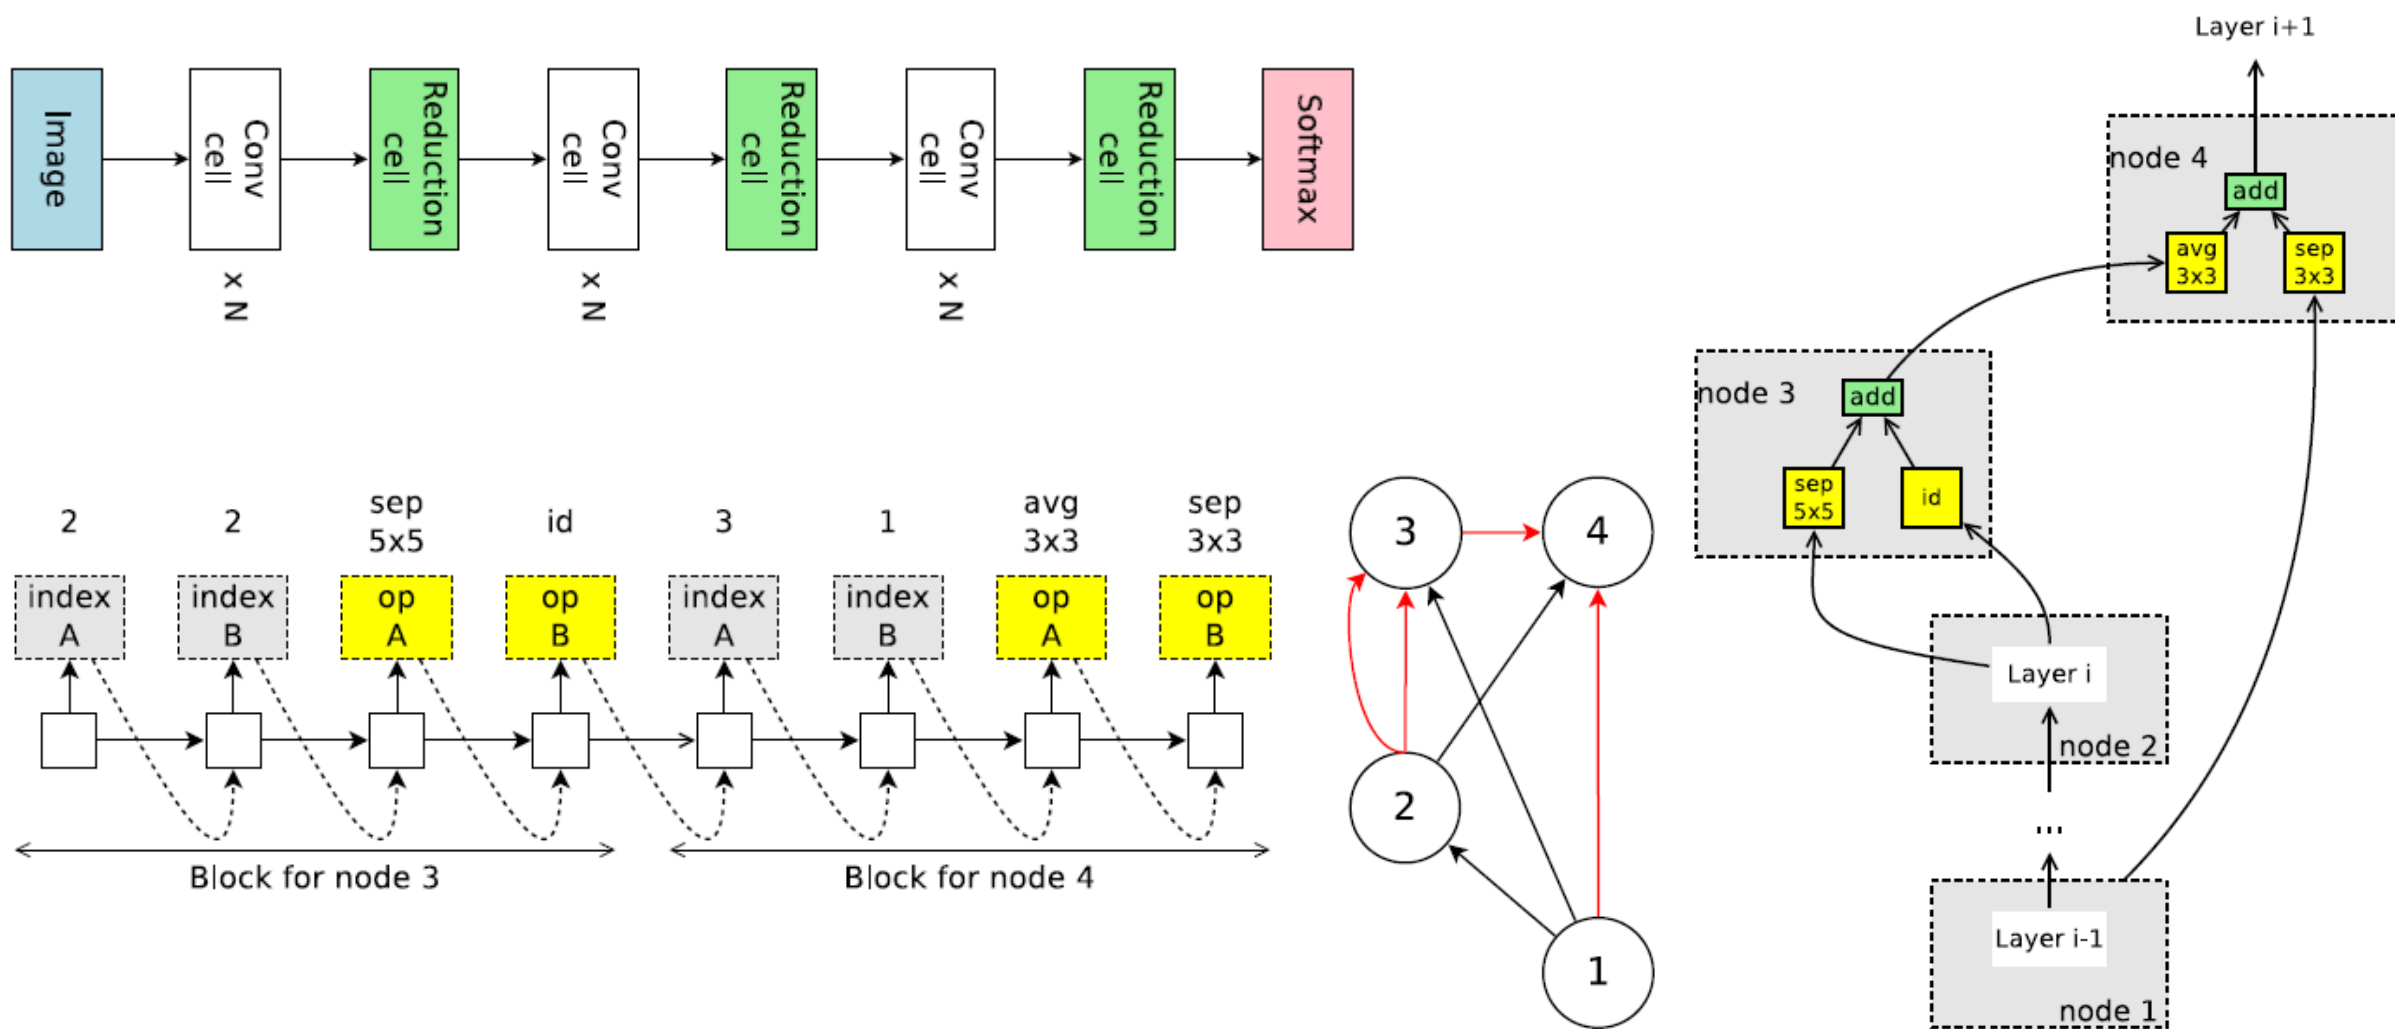 Image
Conv
cell
x N
Reduction
cell
Conv
cell
x N
Reduction
cell
Conv
cell
x N
Reduction
cell
Softmax
2
2
sep
5x5
id
3
1
avg
3x3
sep
3x3
index
A
index
B
op
A
op
B
index
A
index
B
op
A
op
B
Block for node 3
Block for node 4
3
4
2
1
Layer i+1
node 4
add
avg
3x3
sep
3x3
node 3
add
sep
5x5
id
Layer i
node 2
...
Layer i-1
node 1